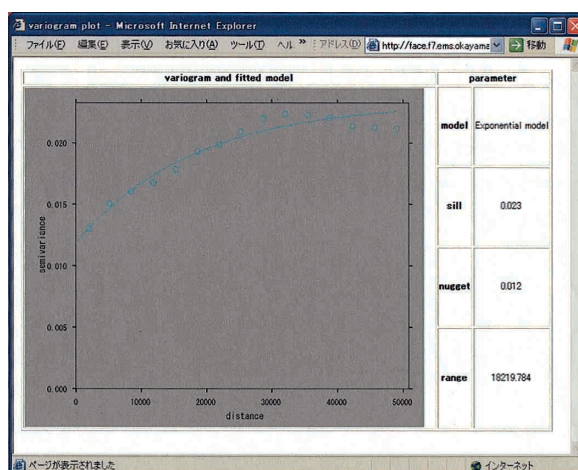 variogram plot - Microsoft Internet Explorer
ファイル(F) 編集(E) 表示(V) お気に入り(A) ツール(T) ヘル »
アドレス(D) http://face.f7.ems.okayama 移動
variogram and fitted model parameter
model Exponential model
sill 0.023
nugget 0.012
range 18219.784
semivariance
0.020
0.015
0.010
0.005
0.000
0 10000 20000 30000 40000 50000
distance
ページが表示されました インターネット